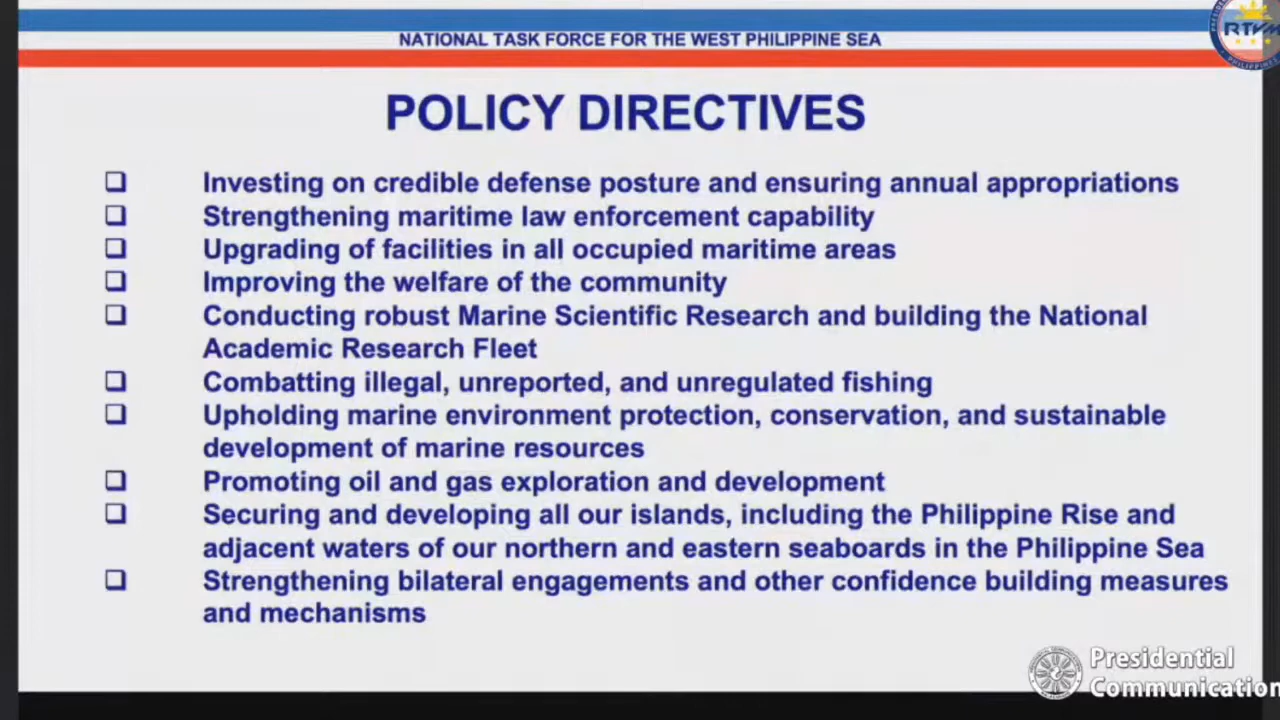 NATIONAL TASK FORCE FOR THE WEST PHILIPPINE SEA
RTVM
PHILIPPINES
POLICY DIRECTIVES
Investing on credible defense posture and ensuring annual appropriations
Strengthening maritime law enforcement capability
Upgrading of facilities in all occupied maritime areas
Improving the welfare of the community
Conducting robust Marine Scientific Research and building the National
Academic Research Fleet
Combatting illegal, unreported, and unregulated fishing
Upholding marine environment protection, conservation, and sustainable
development of marine resources
Promoting oil and gas exploration and development
Securing and developing all our islands, including the Philippine Rise and
adjacent waters of our northern and eastern seaboards in the Philippine Sea
Strengthening bilateral engagements and other confidence building measures
and mechanisms
Presidential
Communication